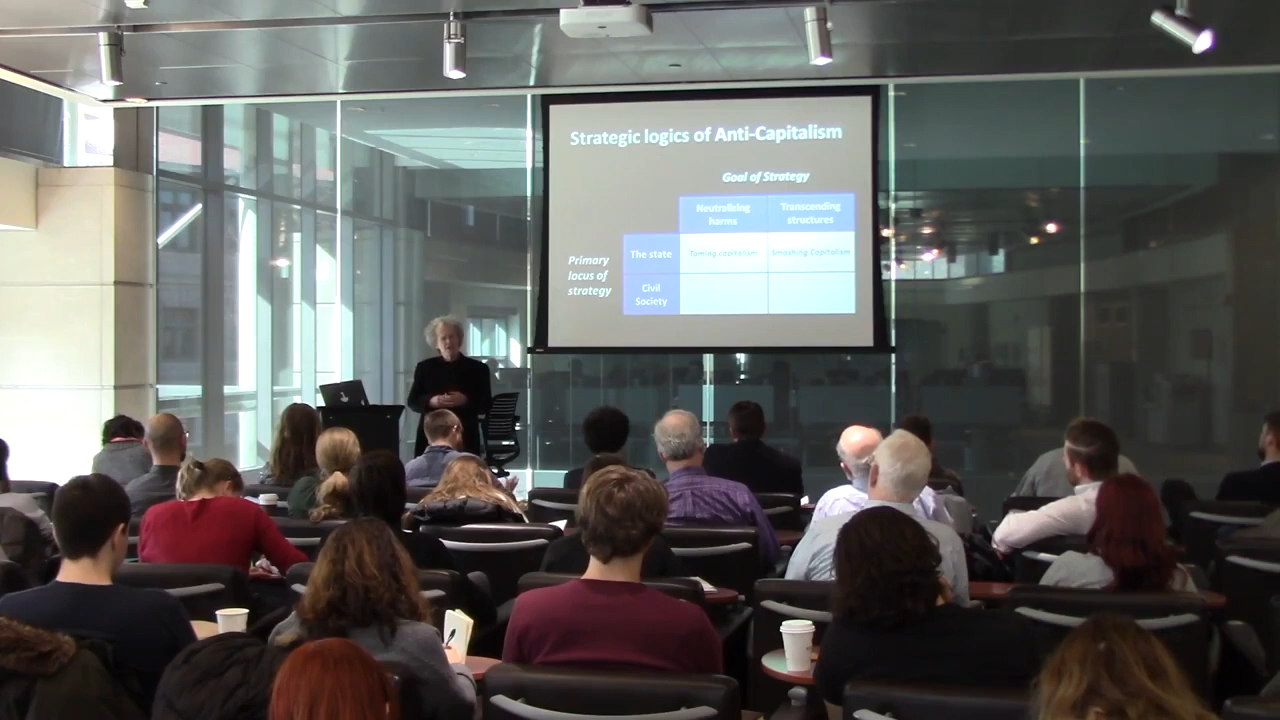 Strategic logics of Anti-Capitalism
Goal of Strategy
Neutralizing
harms
Transcending
structures
Primary
locus of
strategy
The state
Taming capitalism
Smashing Capitalism
Civil
Society